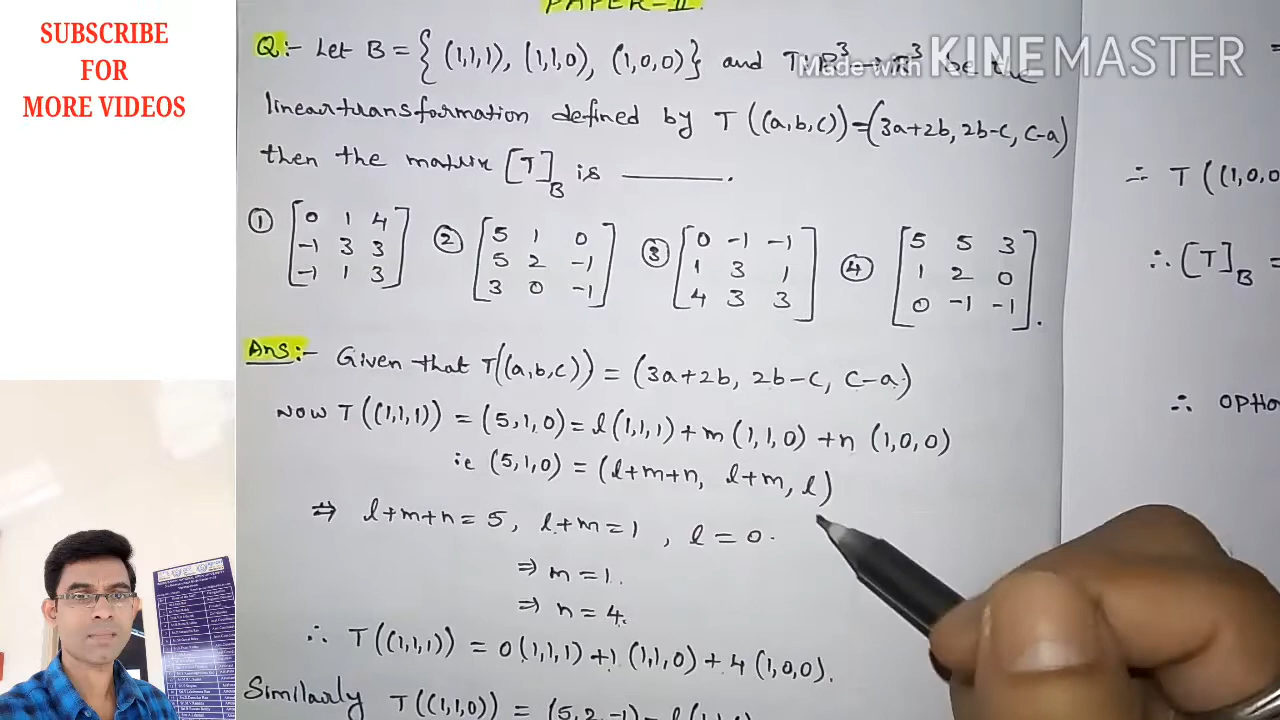 SUBSCRIBE
FOR
MORE VIDEOS
PAPER-II.
Q:- Let B = { (1,1,1), (1,1,0), (1,0,0)} and T: R³ → R³ be the
Made with KINEMASTER
linear transformation defined by T((a,b,c)) = (3a+2b, 2b-c, c-a)
then the matrix [T]_B is ______.
① [0 1 4
-1 3 3
-1 1 3]
② [5 1 0
5 2 -1
3 0 -1]
③ [0 -1 -1
1 3 1
4 3 3]
④ [5 5 3
1 2 0
0 -1 -1].
Ans:- Given that T((a,b,c)) = (3a+2b, 2b-c, c-a).
Now T((1,1,1)) = (5,1,0) = l(1,1,1) + m(1,1,0) + n(1,0,0)
ie (5,1,0) = (l+m+n, l+m, l)
⇒ l+m+n = 5, l+m = 1, l = 0.
⇒ m = 1.
⇒ n = 4.
∴ T((1,1,1)) = 0(1,1,1) + 1(1,1,0) + 4(1,0,0).
Similarly T((1,1,0)) = (5,2,-1) = l(1,1,1)
∴ T((1,0,0
∴ [T]_B =
∴ OPTIO